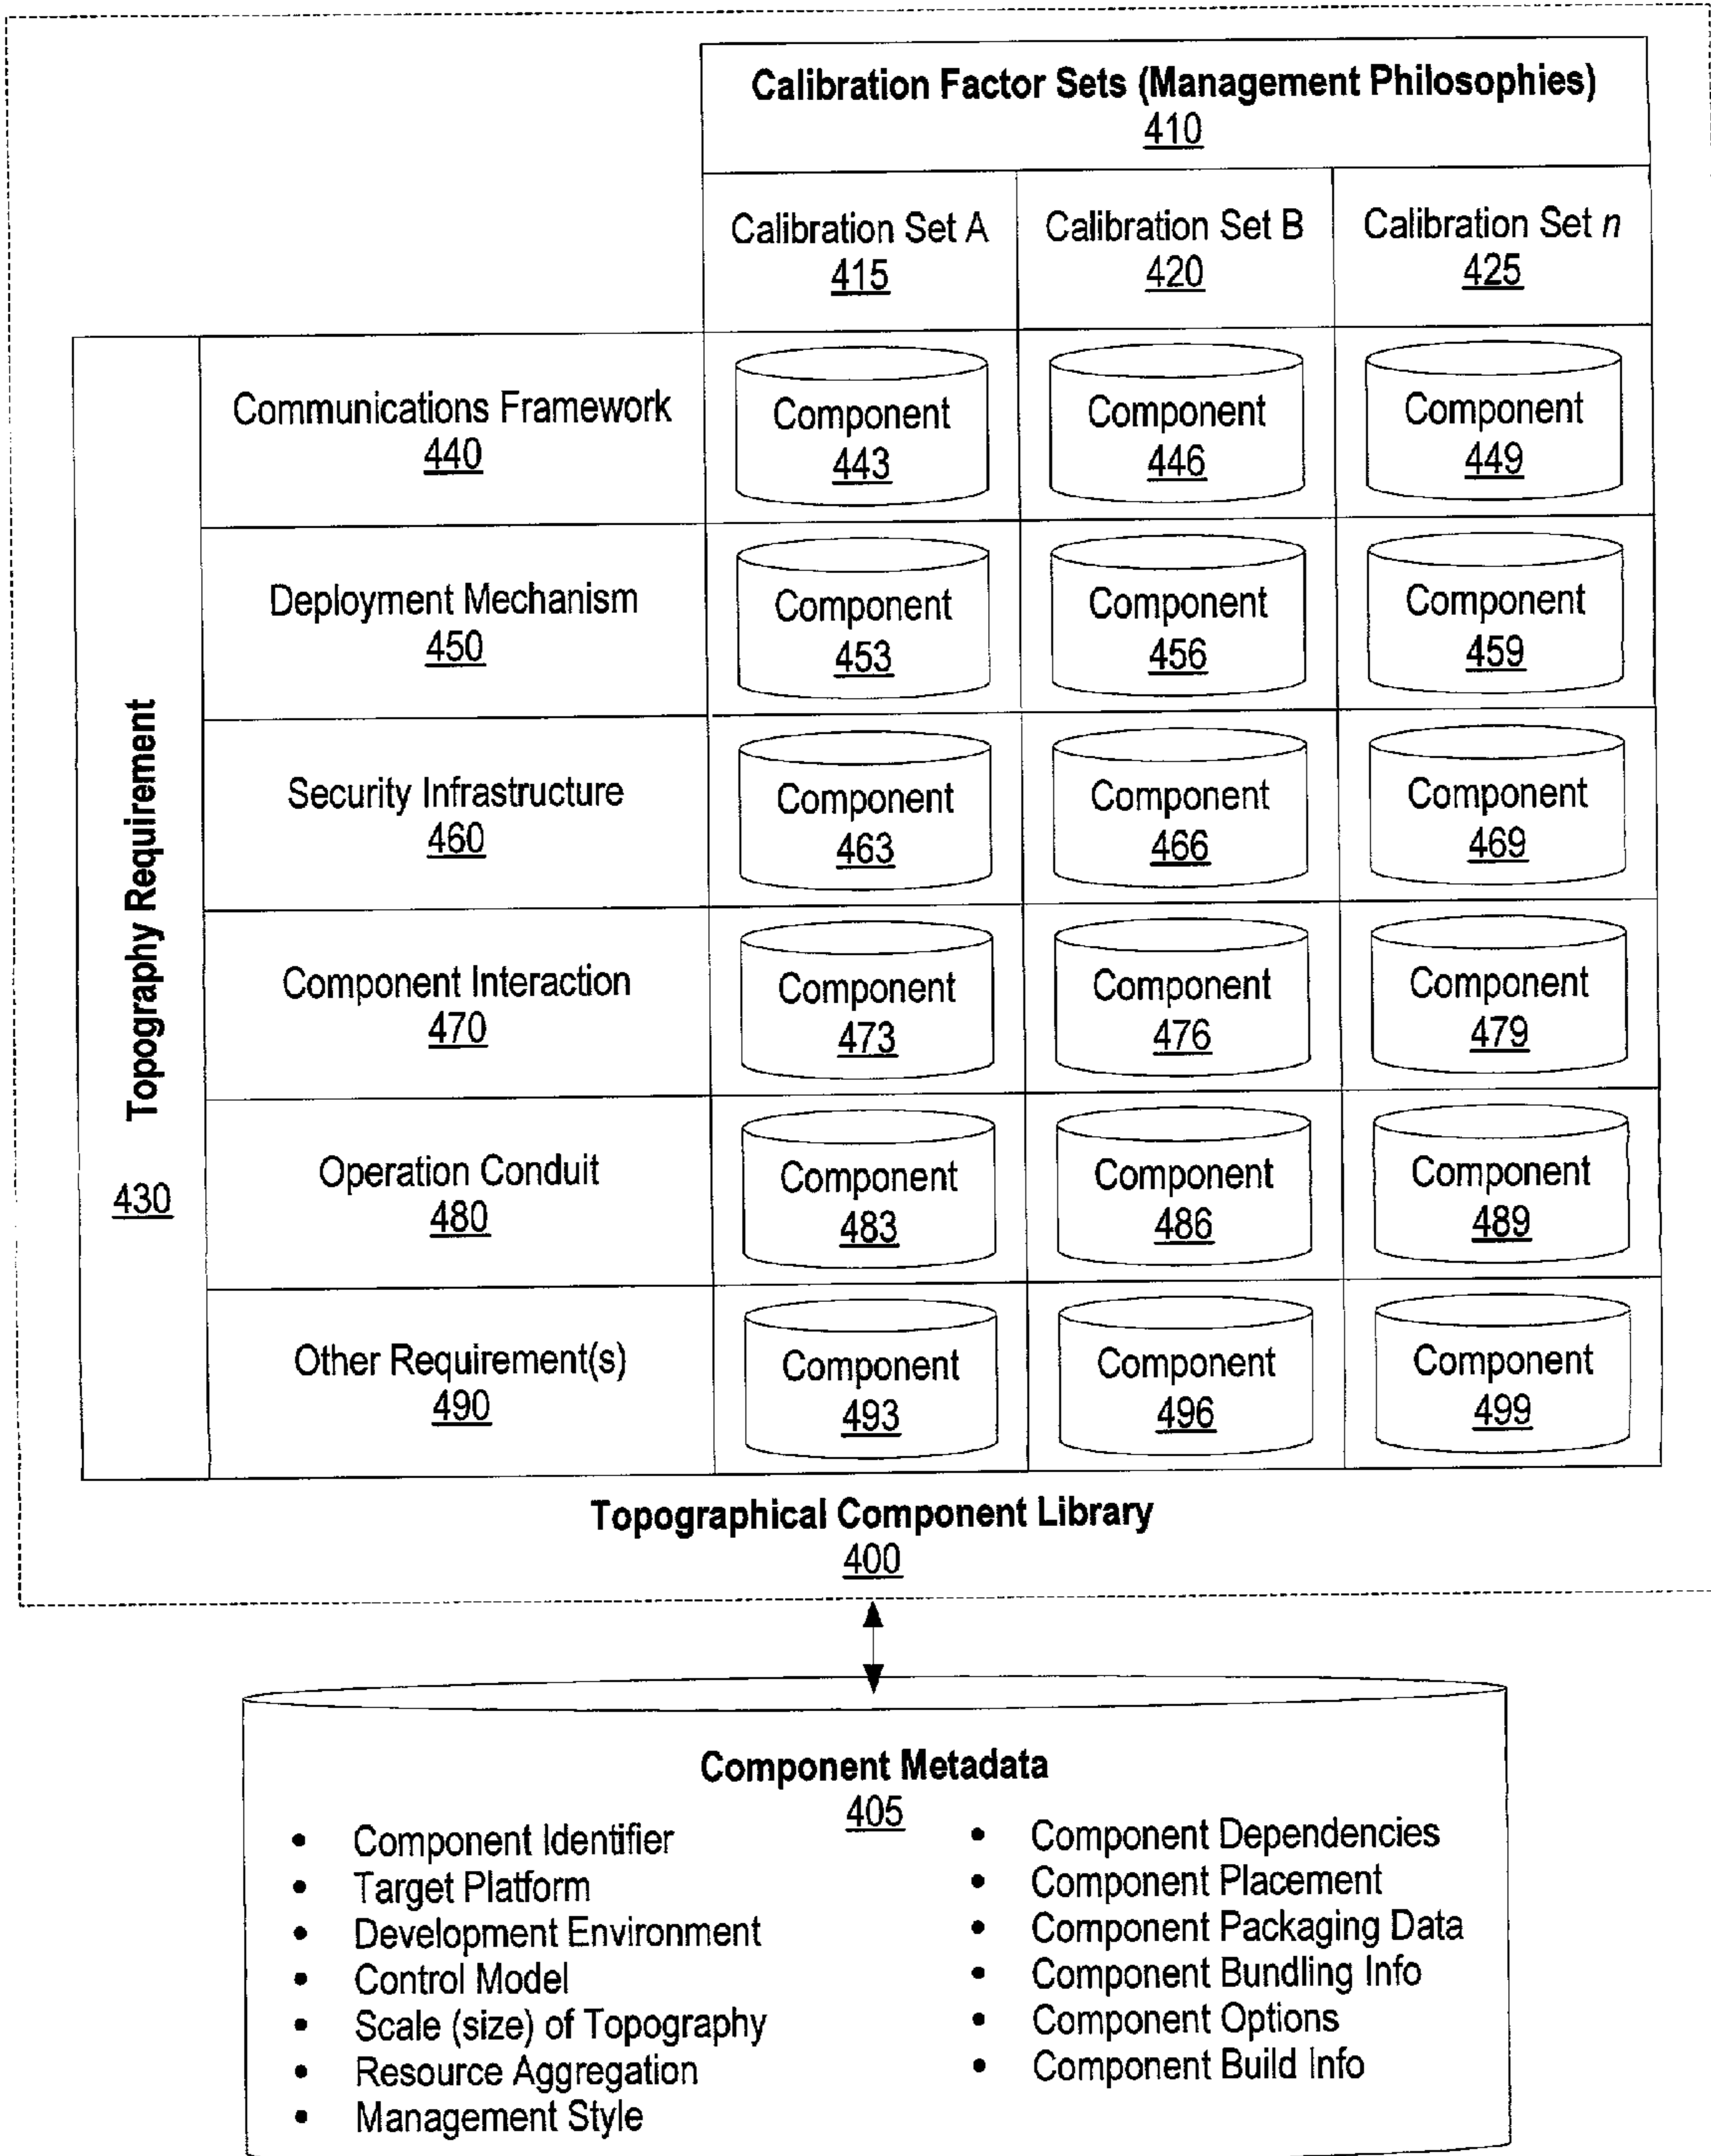 Calibration Factor Sets (Management Philosophies)
410
Calibration Set A
415
Calibration Set B
420
Calibration Set n
425
Topography Requirement
430
Communications Framework
440
Component
443
Component
446
Component
449
Deployment Mechanism
450
Component
453
Component
456
Component
459
Security Infrastructure
460
Component
463
Component
466
Component
469
Component Interaction
470
Component
473
Component
476
Component
479
Operation Conduit
480
Component
483
Component
486
Component
489
Other Requirement(s)
490
Component
493
Component
496
Component
499
Topographical Component Library
400
Component Metadata
405
• Component Identifier
• Target Platform
• Development Environment
• Control Model
• Scale (size) of Topography
• Resource Aggregation
• Management Style
• Component Dependencies
• Component Placement
• Component Packaging Data
• Component Bundling Info
• Component Options
• Component Build Info